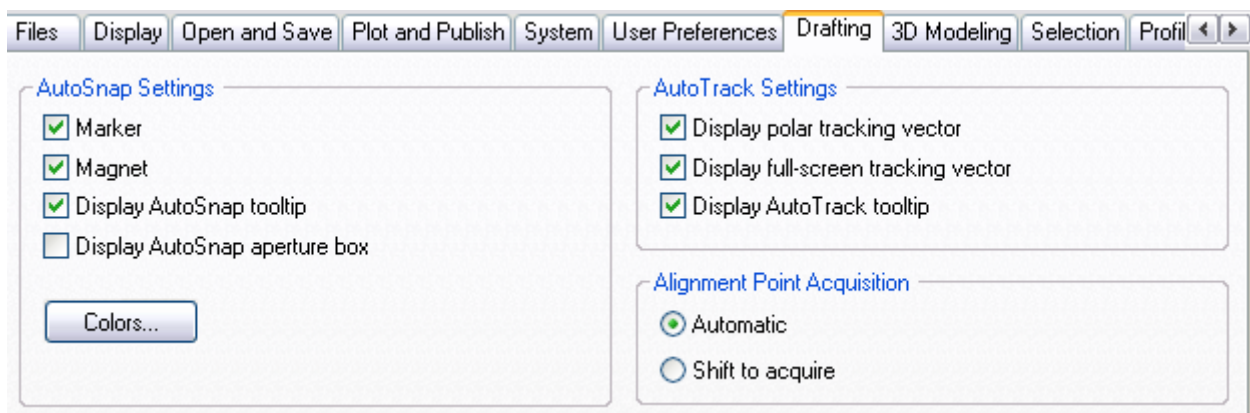 Files Display Open and Save Plot and Publish System User Preferences Drafting 3D Modeling Selection Profil
AutoSnap Settings
Marker
Magnet
Display AutoSnap tooltip
Display AutoSnap aperture box
Colors...
AutoTrack Settings
Display polar tracking vector
Display full-screen tracking vector
Display AutoTrack tooltip
Alignment Point Acquisition
Automatic
Shift to acquire